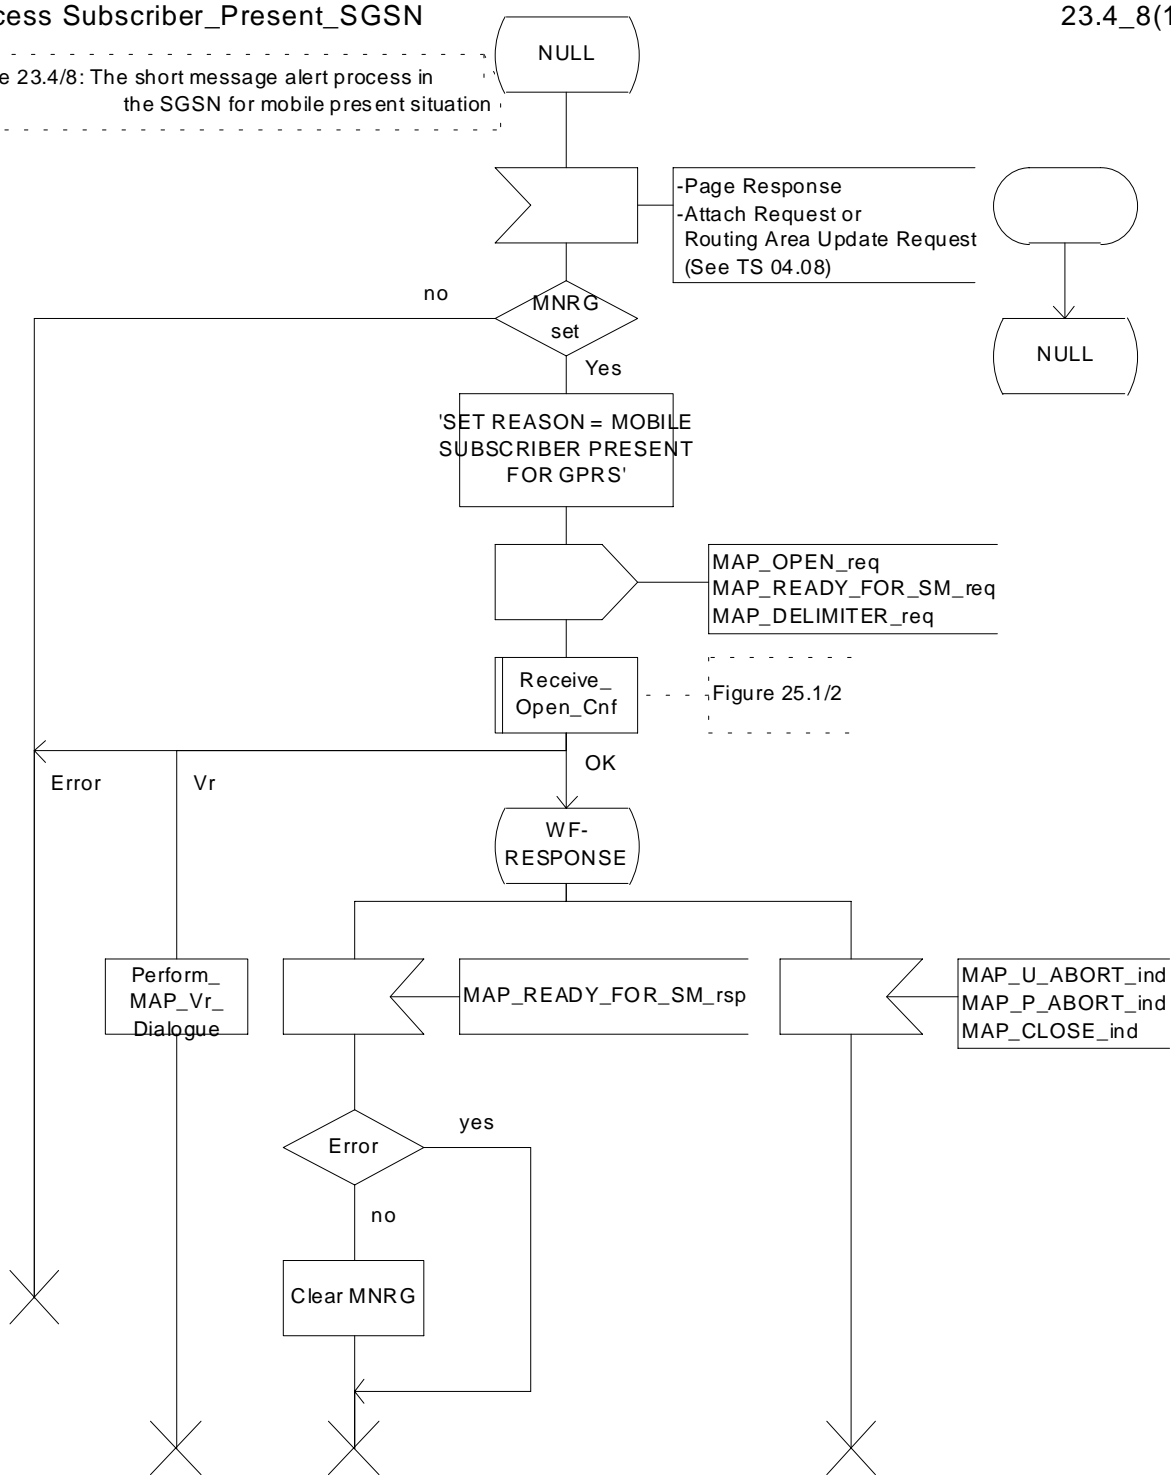 cess Subscriber_Present_SGSN
23.4_8(1
e 23.4/8: The short message alert process in
the SGSN for mobile present situation
NULL
-Page Response
-Attach Request or
Routing Area Update Request
(See TS 04.08)
NULL
no
MNRG
set
Yes
'SET REASON = MOBILE
SUBSCRIBER PRESENT
FOR GPRS'
MAP_OPEN_req
MAP_READY_FOR_SM_req
MAP_DELIMITER_req
Receive_
Open_Cnf
Figure 25.1/2
Error
Vr
OK
WF-
RESPONSE
Perform_
MAP_Vr_
Dialogue
MAP_READY_FOR_SM_rsp
MAP_U_ABORT_ind
MAP_P_ABORT_ind
MAP_CLOSE_ind
Error
yes
no
Clear MNRG